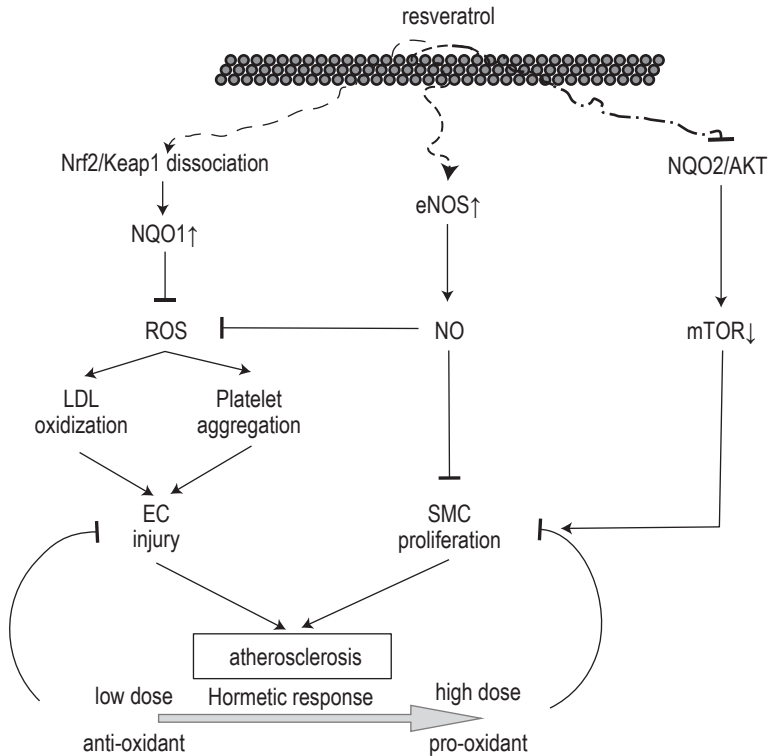 resveratrol
Nrf2/Keap1 dissociation
NQO2/AKT
eNOS↑
NQO1↑
ROS
NO
mTOR↓
LDL
oxidization
Platelet
aggregation
EC
injury
SMC
proliferation
atherosclerosis
low dose
Hormetic response
high dose
anti-oxidant
pro-oxidant